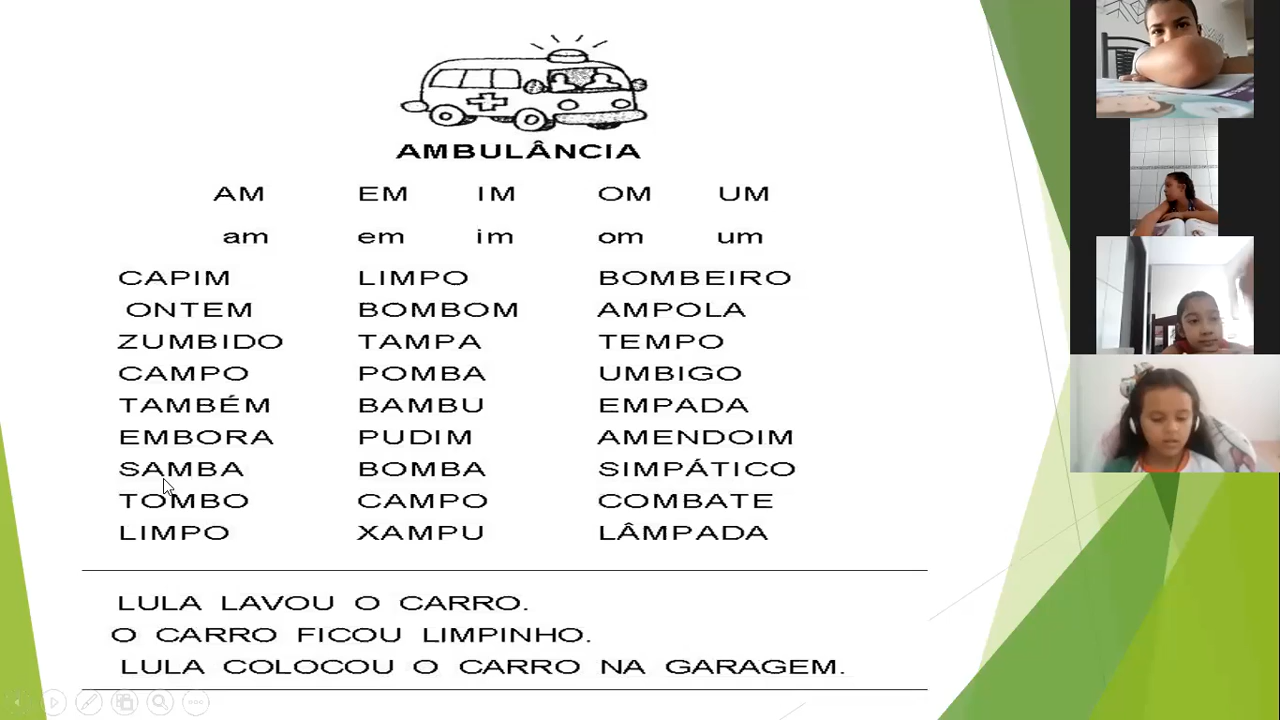 AMBULÂNCIA
AM EM IM OM UM
am em im om um
CAPIM LIMPO BOMBEIRO
ONTEM BOMBOM AMPOLA
ZUMBIDO TAMPA TEMPO
CAMPO POMBA UMBIGO
TAMBÉM BAMBU EMPADA
EMBORA PUDIM AMENDOIM
SAMBA BOMBA SIMPÁTICO
TOMBO CAMPO COMBATE
LIMPO XAMPU LÂMPADA
LULA LAVOU O CARRO.
O CARRO FICOU LIMPINHO.
LULA COLOCOU O CARRO NA GARAGEM.